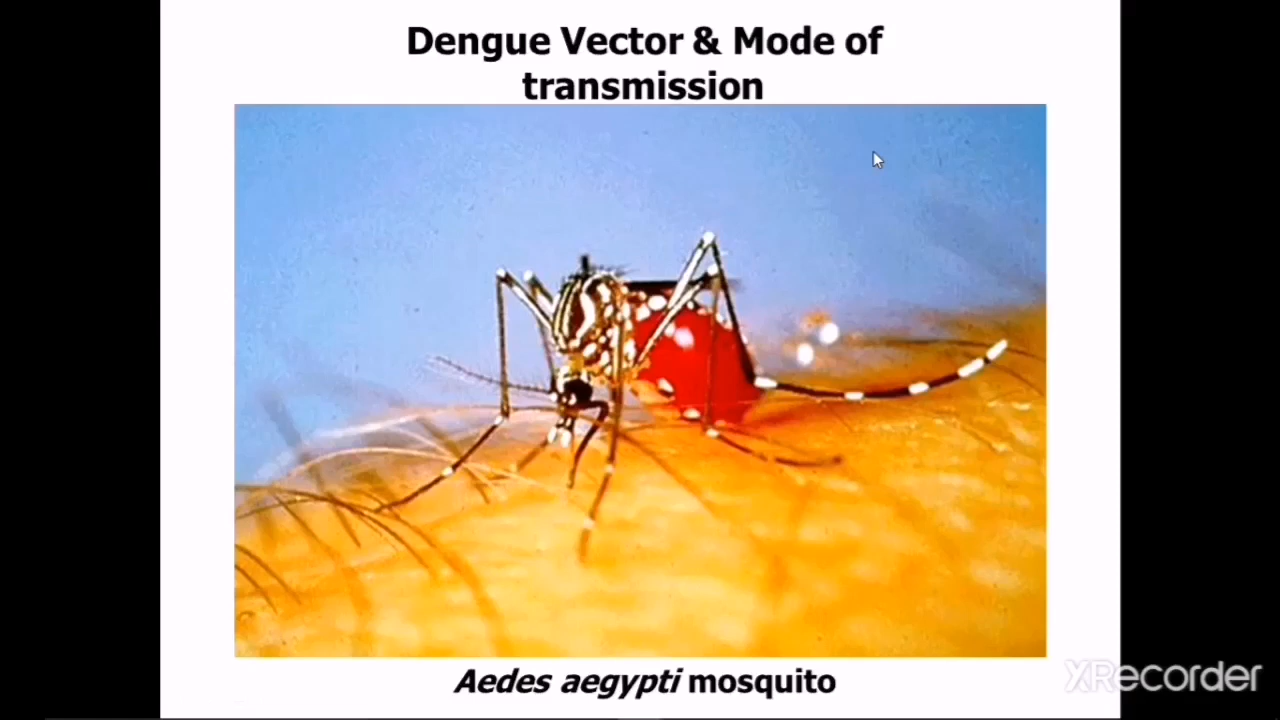 Dengue Vector & Mode of
transmission
Aedes aegypti mosquito
XRecorder